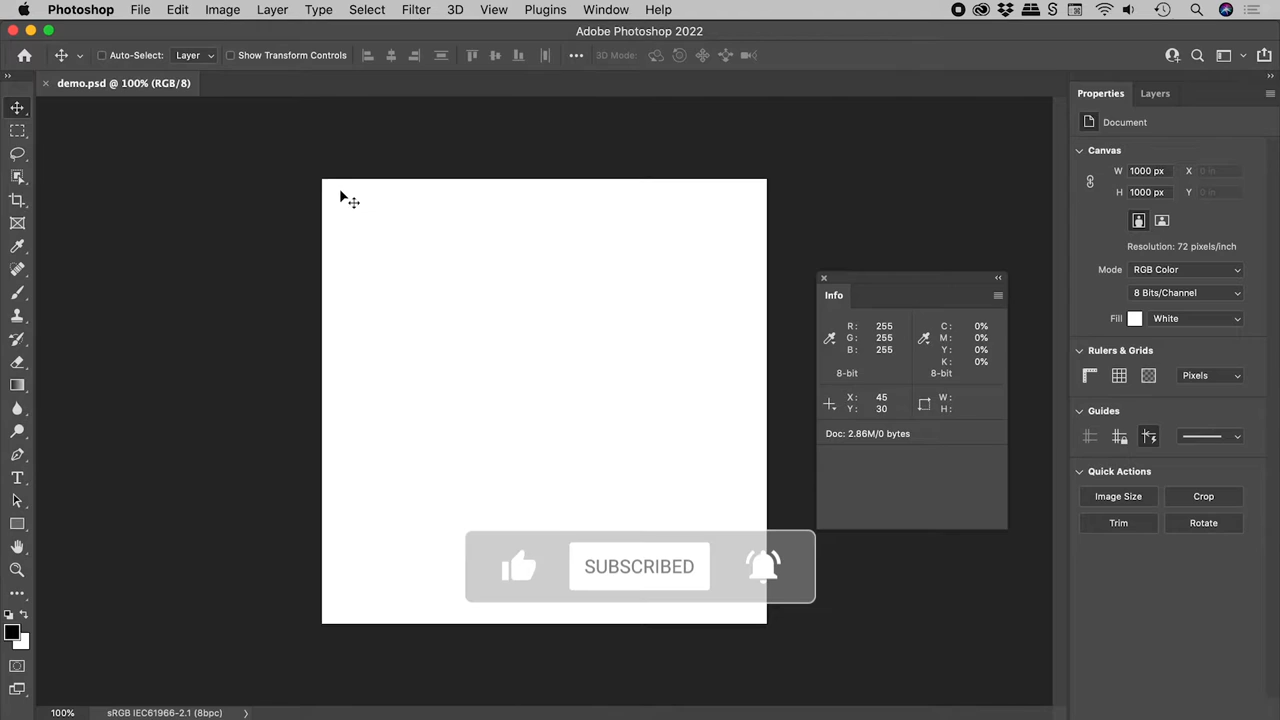 Photoshop File Edit Image Layer Type Select Filter 3D View Plugins Window Help
Adobe Photoshop 2022
Auto-Select: Layer Show Transform Controls 3D Mode:
demo.psd @ 100% (RGB/8)
Properties Layers
Document
Canvas
W 1000 px X 0 in
H 1000 px Y 0 in
Resolution: 72 pixels/inch
Mode RGB Color
8 Bits/Channel
Fill White
Rulers & Grids
Pixels
Guides
Quick Actions
Image Size Crop
Trim Rotate
Info
R: 255 C: 0%
G: 255 M: 0%
B: 255 Y: 0%
K: 0%
8-bit 8-bit
X: 45 W:
Y: 30 H:
Doc: 2.86M/0 bytes
SUBSCRIBED
100% sRGB IEC61966-2.1 (8bpc)